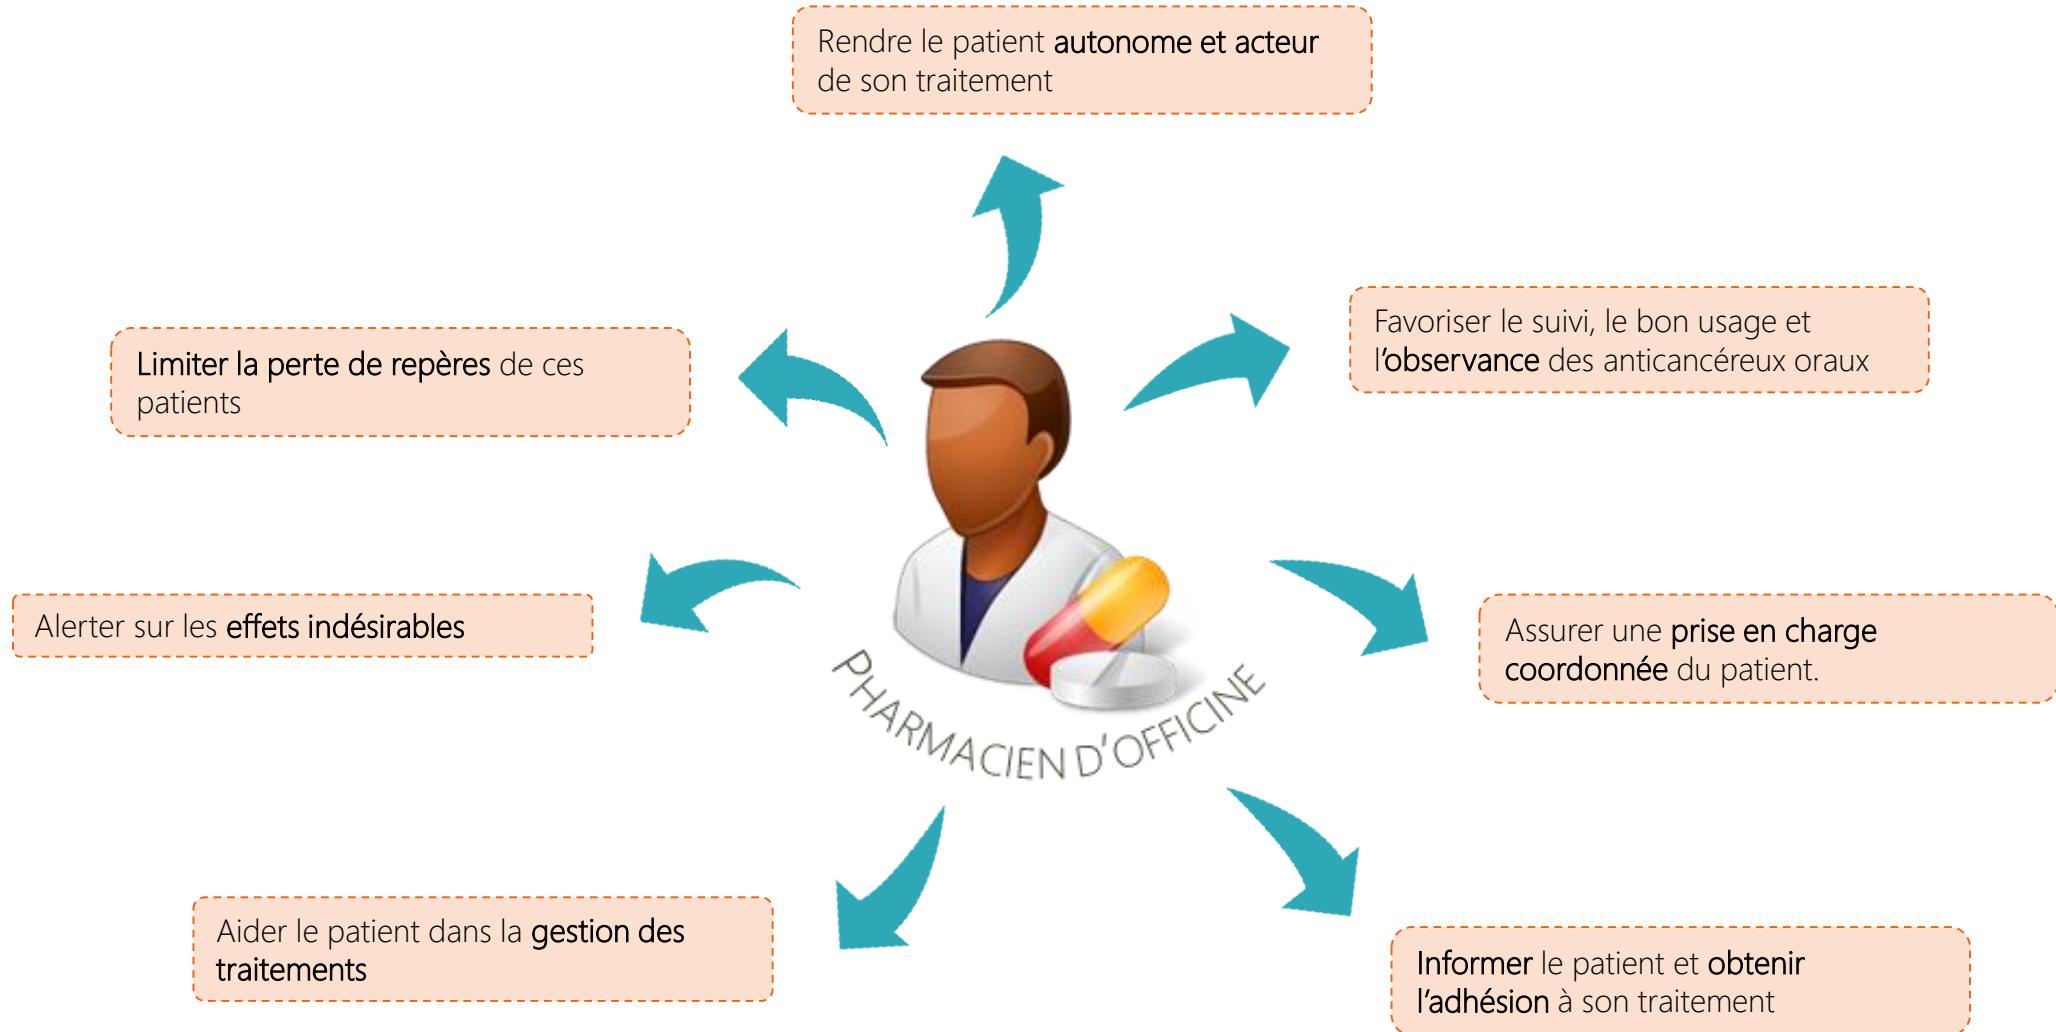 Rendre le patient autonome et acteur
de son traitement
Favoriser le suivi, le bon usage et
l'observance des anticancéreux oraux
Limiter la perte de repères de ces
patients
Alerter sur les effets indésirables
Assurer une prise en charge
coordonnée du patient.
PHARMACIEN D'OFFICINE
Aider le patient dans la gestion des
traitements
Informer le patient et obtenir
l'adhésion à son traitement